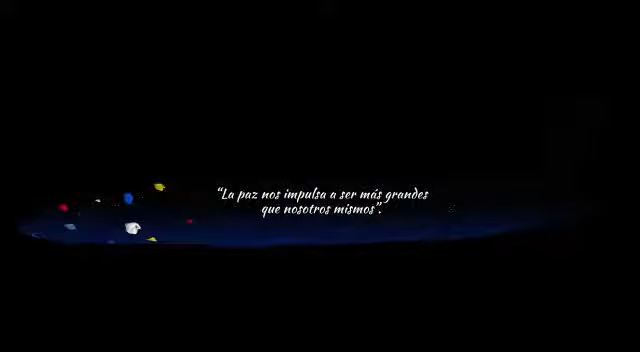 “La paz nos impulsa a ser más grandes
que nosotros mismos”.